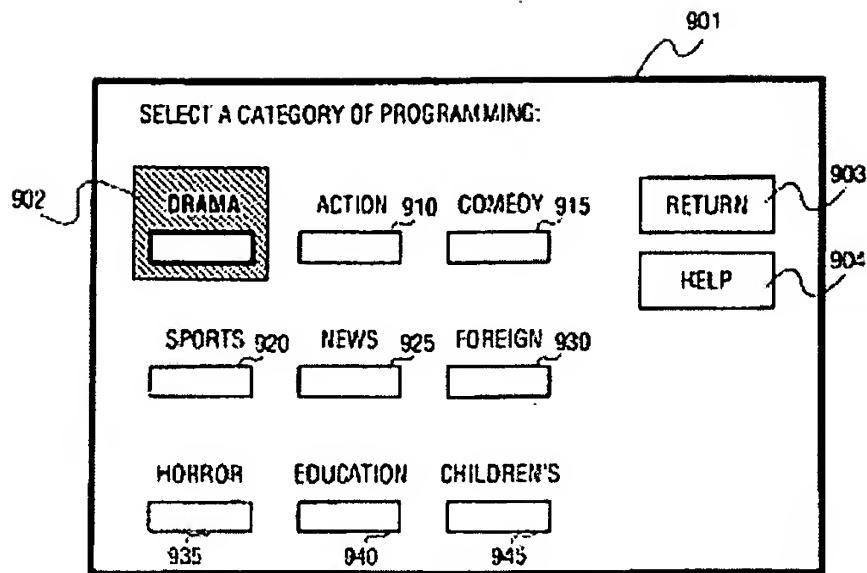 901
SELECT A CATEGORY OF PROGRAMMING:
902
DRAMA
ACTION 910
COMEDY 915
RETURN
903
HELP
904
SPORTS 920
NEWS 925
FOREIGN 930
HORROR
EDUCATION
CHILDREN'S
935
940
945